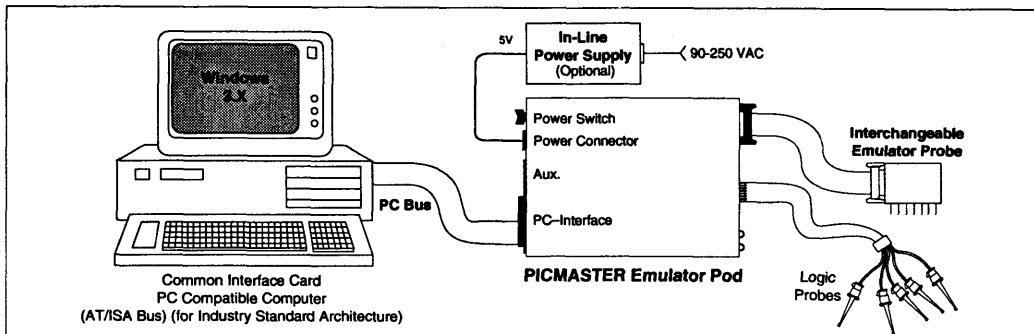 Windows
3.X
5V
In-Line
Power Supply
(Optional)
90-250 VAC
Power Switch
Power Connector
Aux.
PC–Interface
PC Bus
Interchangeable
Emulator Probe
PICMASTER Emulator Pod
Logic
Probes
Common Interface Card
PC Compatible Computer
(AT/ISA Bus) (for Industry Standard Architecture)